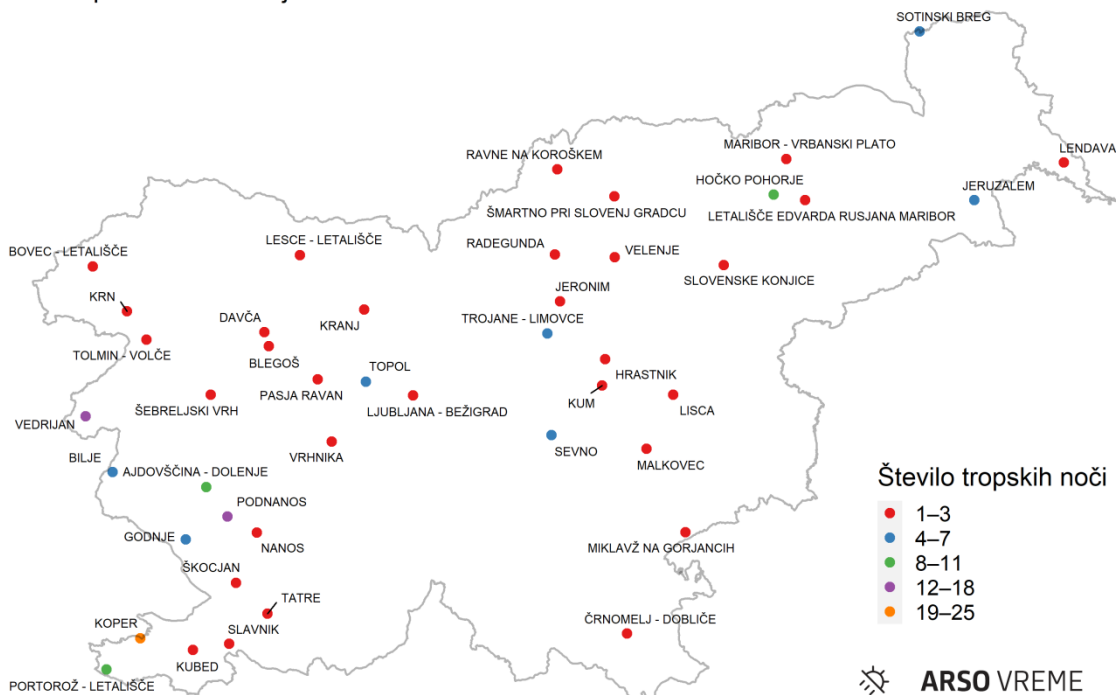 SOTINSKI BREG
MARIBOR - VRBANSKI PLATO
RAVNE NA KOROŠKEM
LENDAVA
HOČKO POHORJE
JERUZALEM
ŠMARTNO PRI SLOVENJ GRADCU
LETALIŠČE EDVARDA RUSJANA MARIBOR
BOVEC - LETALIŠČE
LESCE - LETALIŠČE
RADEGUNDA
VELENJE
SLOVENSKE KONJICE
KRN
JERONIM
DAVČA
KRANJ
TROJANE - LIMOVCE
TOLMIN - VOLČE
BLEGOŠ
TOPOL
HRASTNIK
PASJA RAVAN
KUM
ŠEBRELJSKI VRH
LJUBLJANA - BEŽIGRAD
LISCA
VEDRIJAN
VRHNIKA
SEVNO
MALKOVEC
BILJE
AJDOVŠČINA - DOLENJE
PODNANOS
GODNJE
NANOS
MIKLAVŽ NA GORJANCIH
ŠKOCJAN
TATRE
KOPER
SLAVNIK
ČRNOMELJ - DOBLIČE
KUBED
PORTOROŽ - LETALIŠČE
Število tropskih noči
1–3
4–7
8–11
12–18
19–25
ARSO VREME